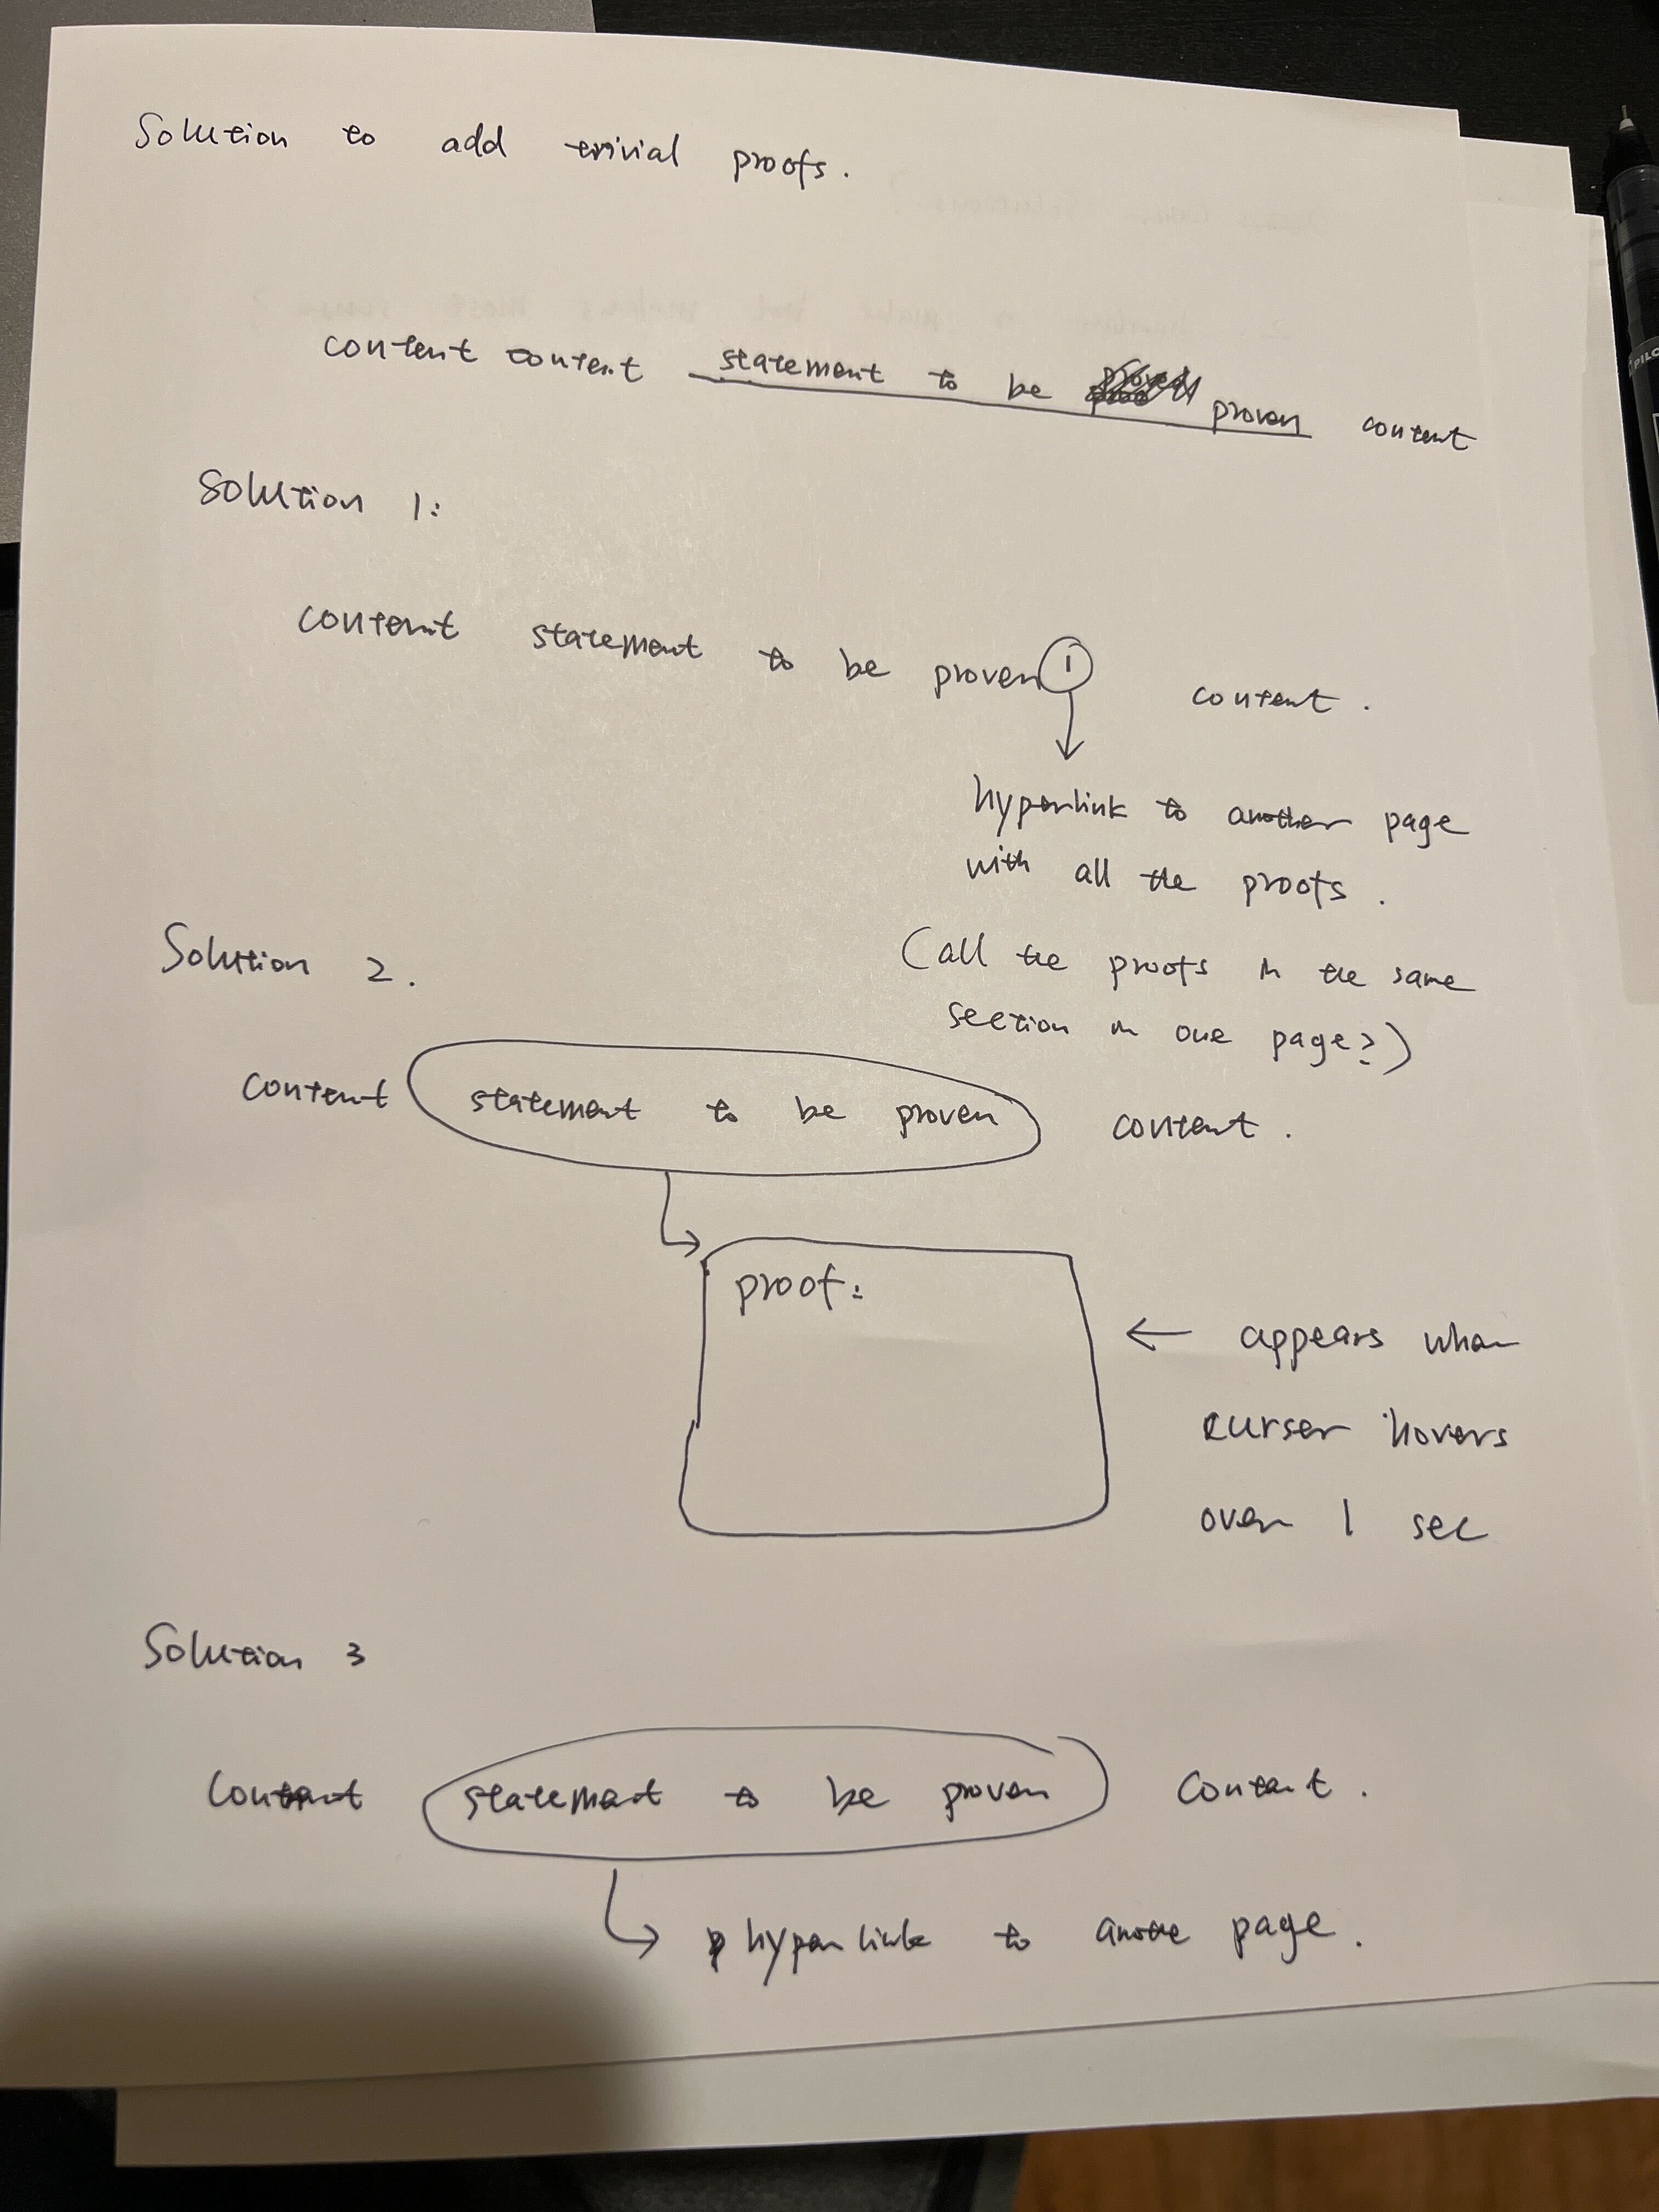 Solution to add trivial proofs.
content content statement to be proven content
Solution 1:
content statement to be proven 1 content.
hyperlink to another page
with all the proofs.
(all the proofs in the same
section in one page?)
Solution 2.
content statement to be proven content.
proof:
← appears when
curser hovers
over 1 sec
Solution 3
Content statement to be proven content.
hyperlink to another page.
PILO